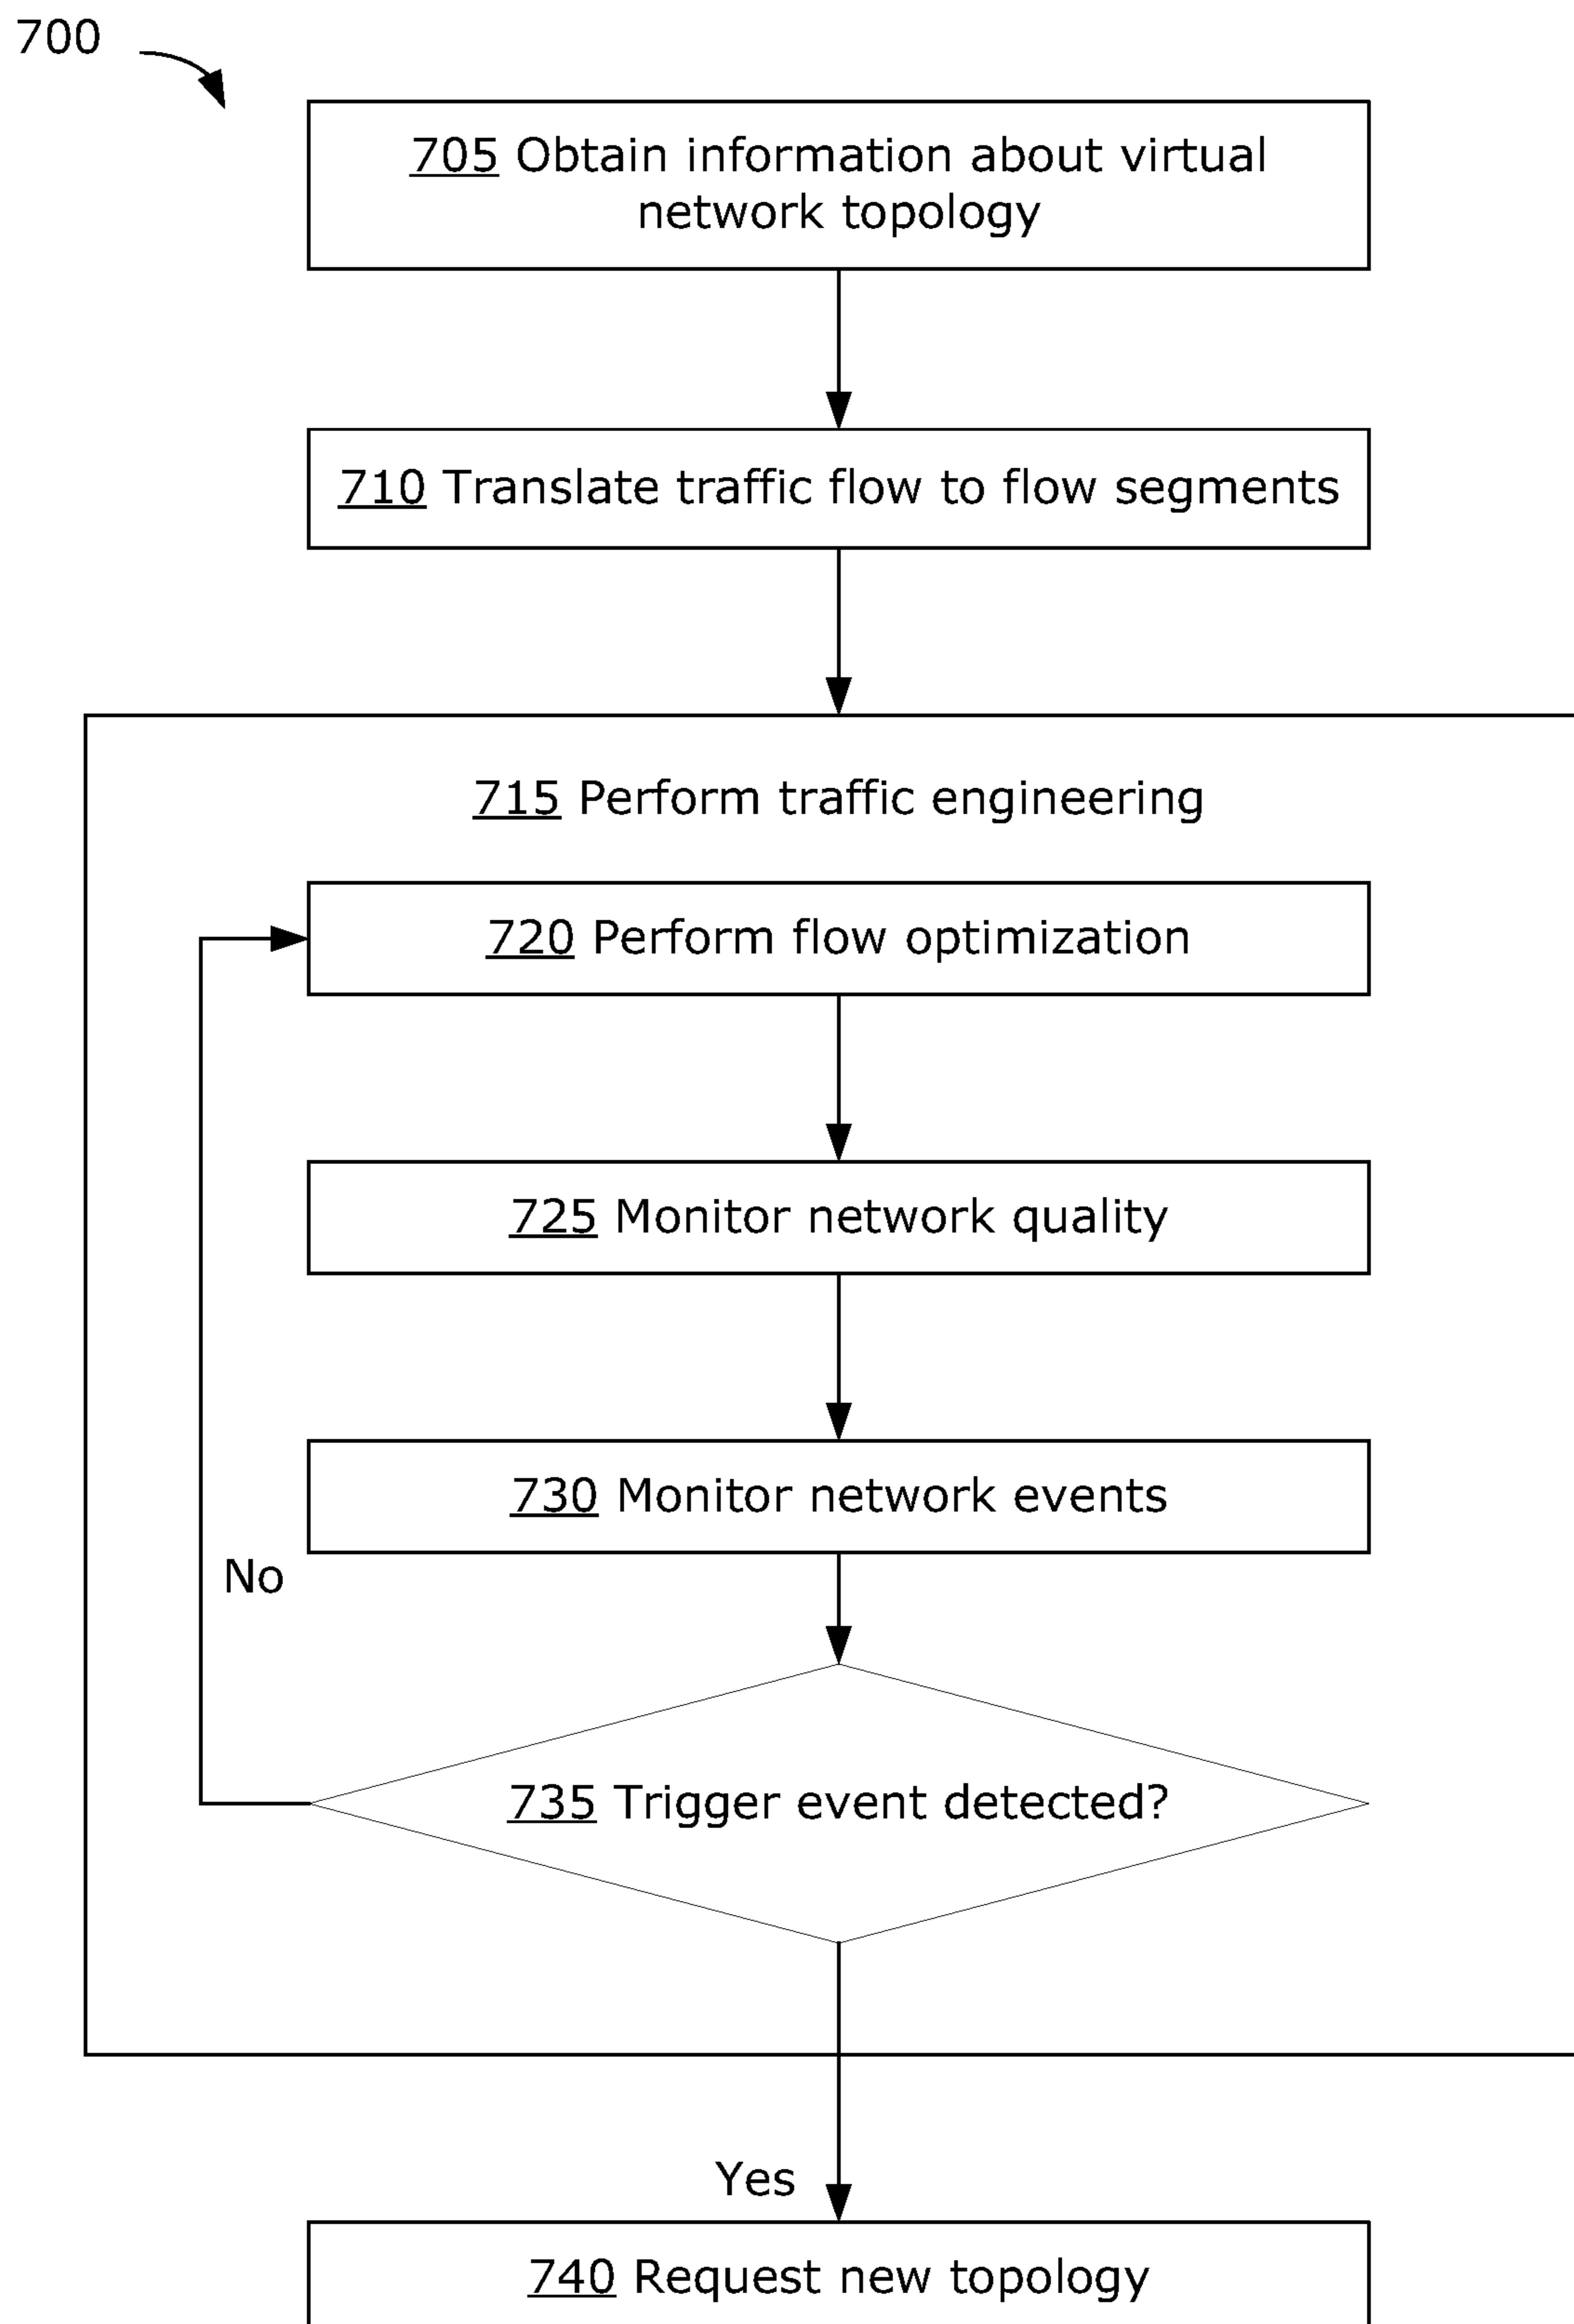 700
705 Obtain information about virtual
network topology
710 Translate traffic flow to flow segments
715 Perform traffic engineering
720 Perform flow optimization
725 Monitor network quality
730 Monitor network events
No
735 Trigger event detected?
Yes
740 Request new topology